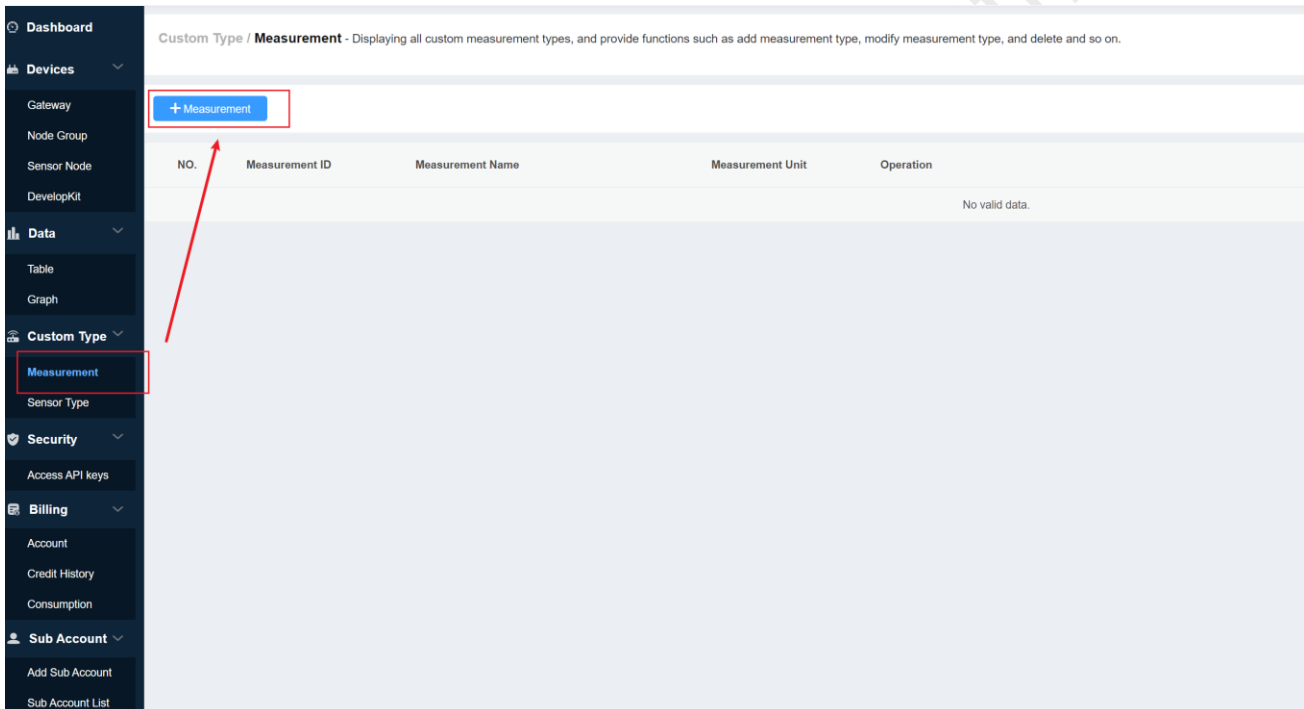 Dashboard
Devices
Gateway
Node Group
Sensor Node
DevelopKit
Data
Table
Graph
Custom Type
Measurement
Sensor Type
Security
Access API keys
Billing
Account
Credit History
Consumption
Sub Account
Add Sub Account
Sub Account List
Custom Type / Measurement - Displaying all custom measurement types, and provide functions such as add measurement type, modify measurement type, and delete and so on.
+ Measurement
NO. Measurement ID Measurement Name Measurement Unit Operation
No valid data.